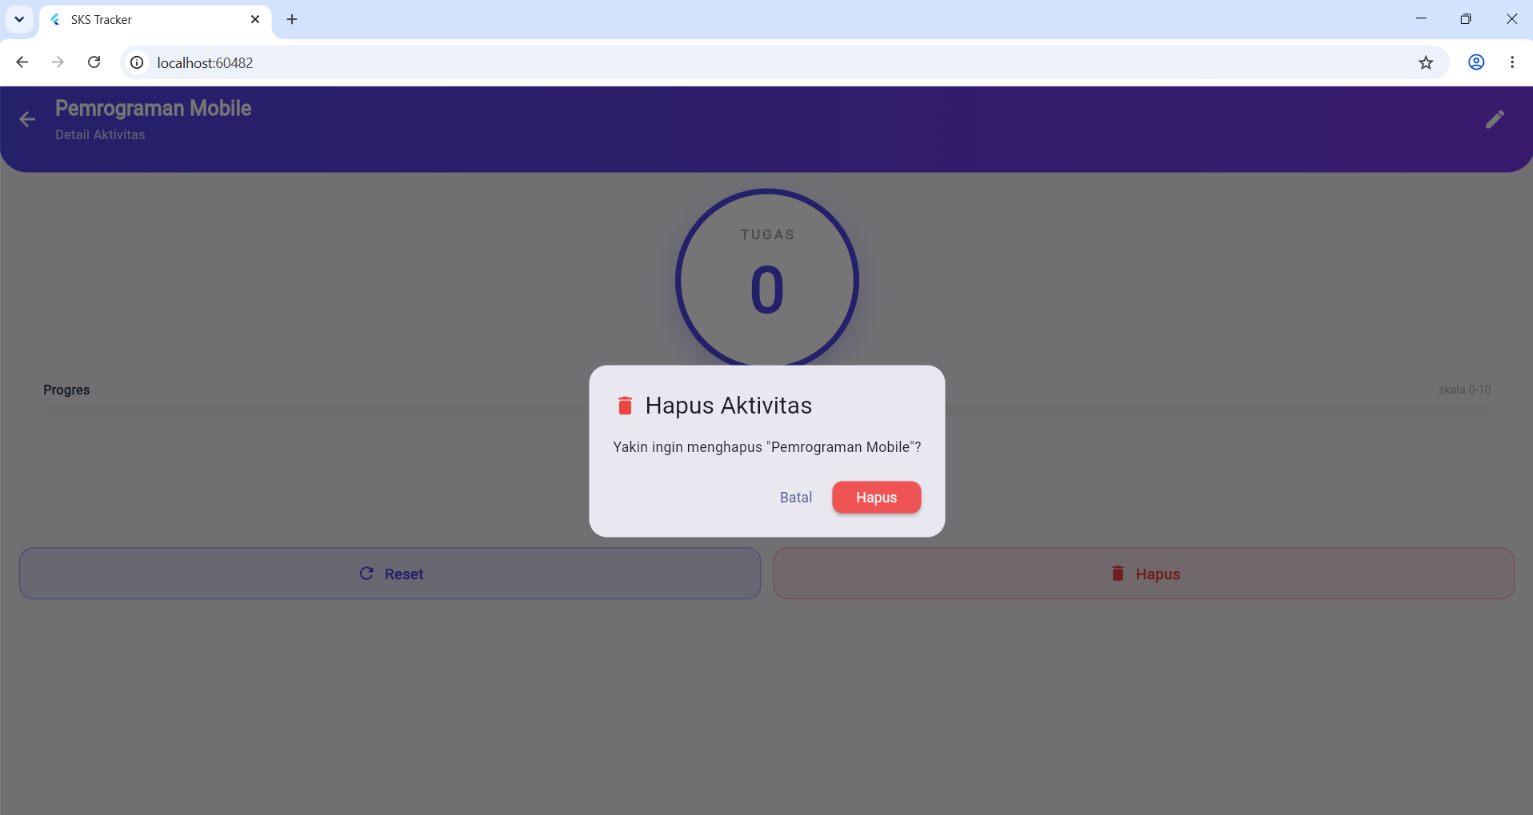 SKS Tracker
localhost:60482
Pemrograman Mobile
Detail Aktivitas
TUGAS
0
Progres
skala 0-10
Hapus Aktivitas
Yakin ingin menghapus "Pemrograman Mobile"?
Batal
Hapus
Reset
Hapus